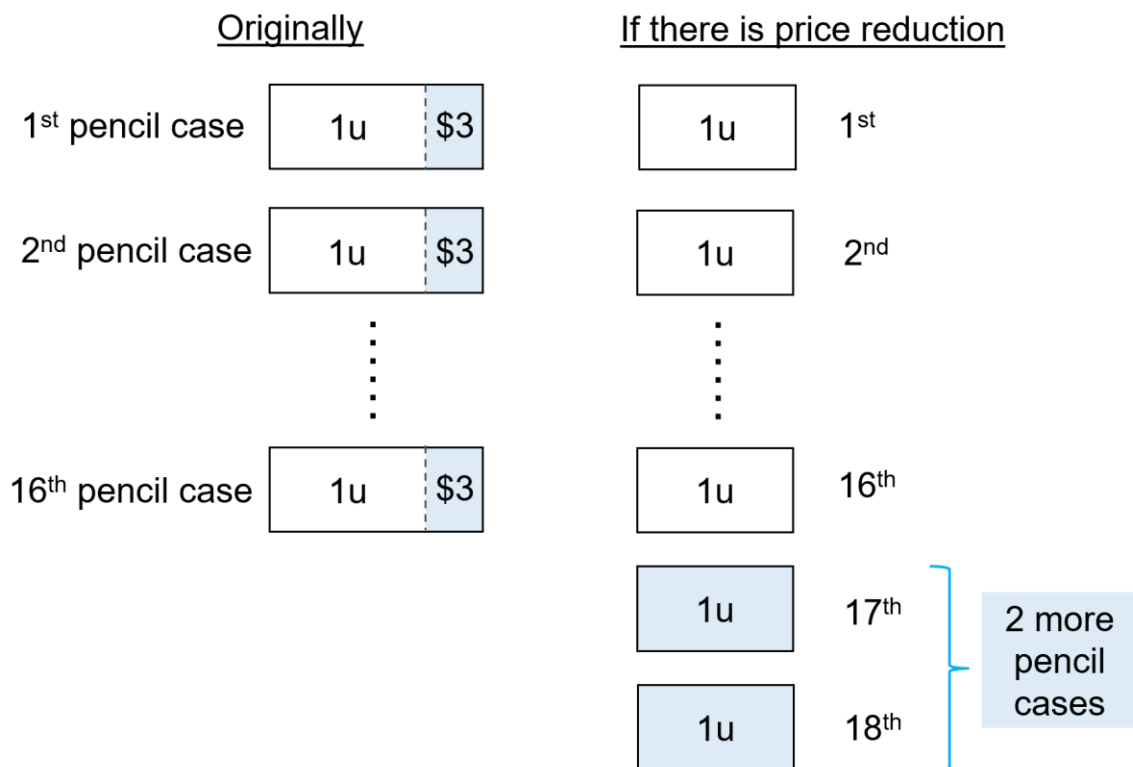 Originally
If there is price reduction
1st pencil case
1u
$3
1u
1st
2nd pencil case
1u
$3
1u
2nd
16th pencil case
1u
$3
1u
16th
1u
17th
1u
18th
2 more
pencil
cases